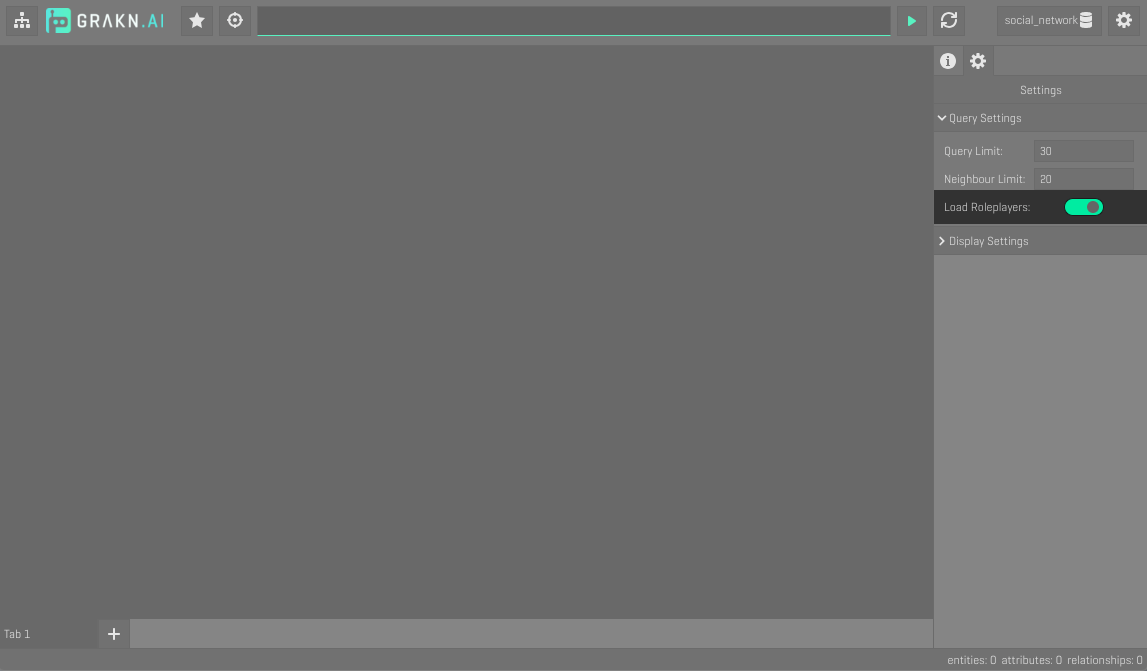 GRAKN.AI
social_network
Settings
Query Settings
Query Limit: 30
Neighbour Limit: 20
Load Roleplayers:
Display Settings
Tab 1
entities: 0 attributes: 0 relationships: 0